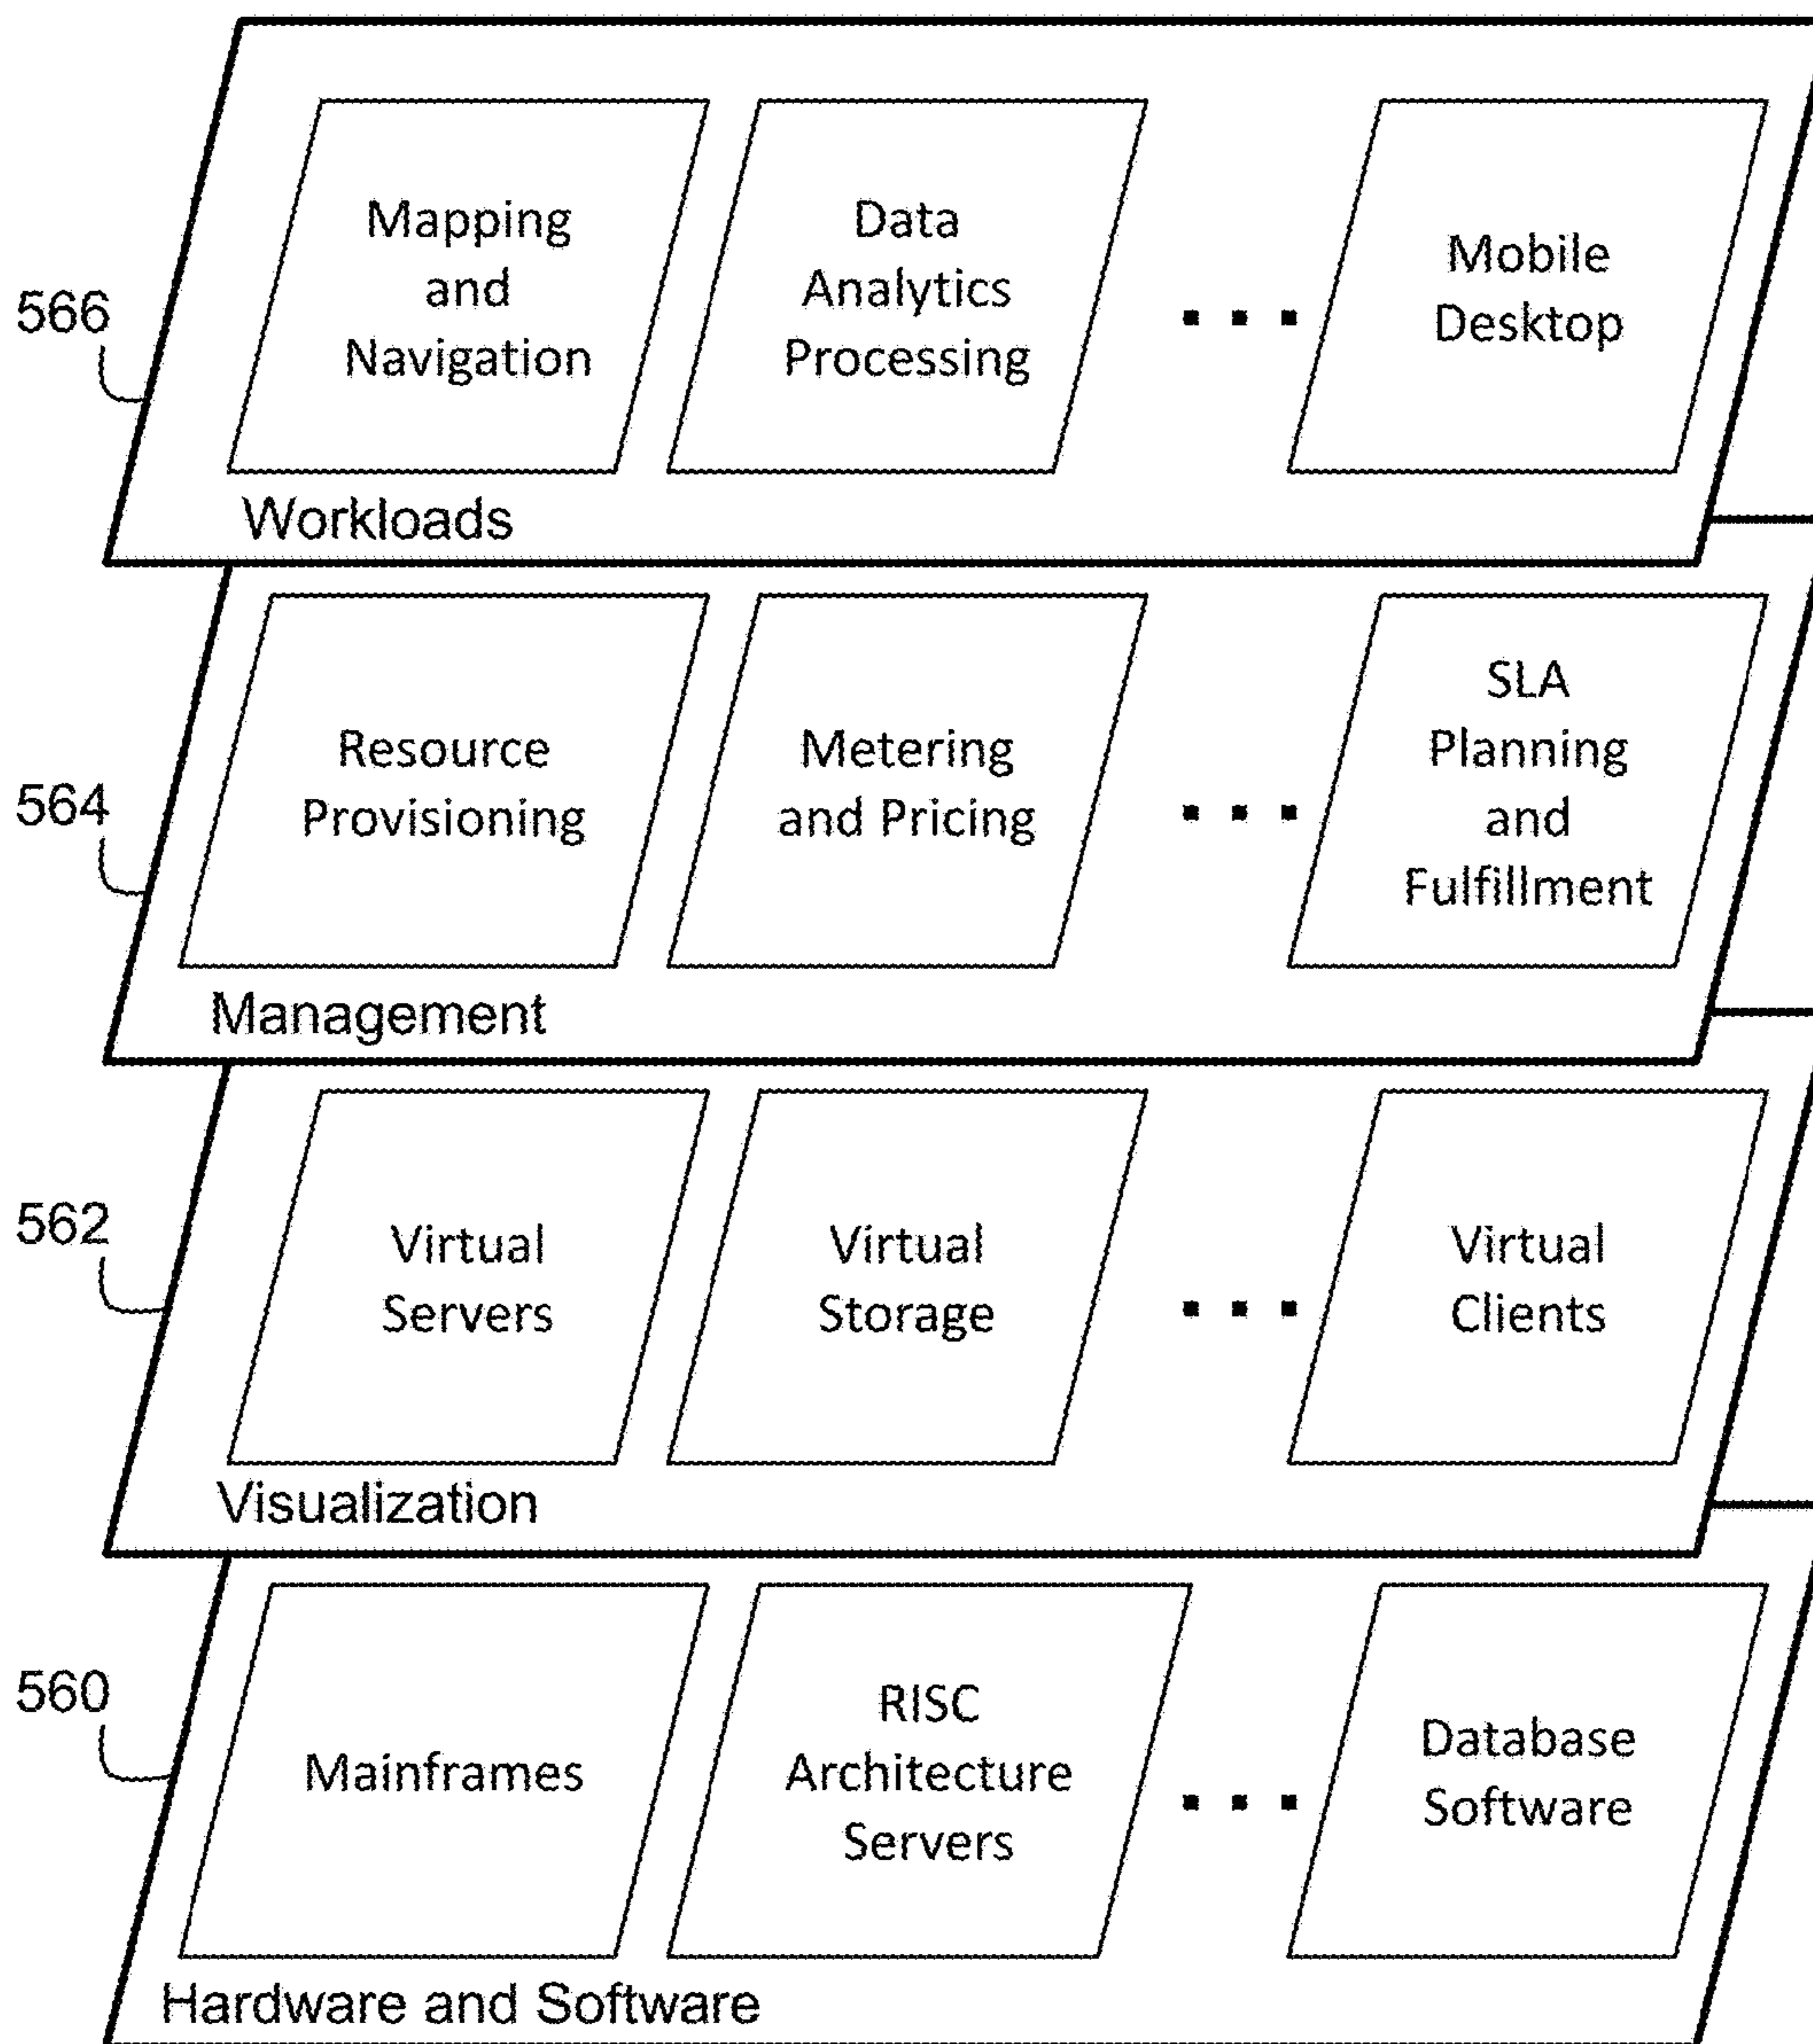 566
Mapping
and
Navigation
Data
Analytics
Processing
Mobile
Desktop
Workloads
564
Resource
Provisioning
Metering
and Pricing
SLA
Planning
and
Fulfillment
Management
562
Virtual
Servers
Virtual
Storage
Virtual
Clients
Visualization
560
Mainframes
RISC
Architecture
Servers
Database
Software
Hardware and Software